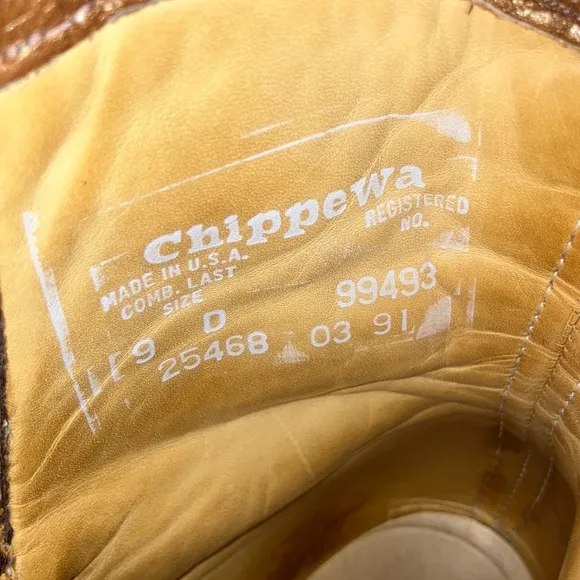 Chippewa
MADE IN U.S.A. REGISTERED
COMB. LAST NO.
SIZE
9 D 99493
25468 03 91